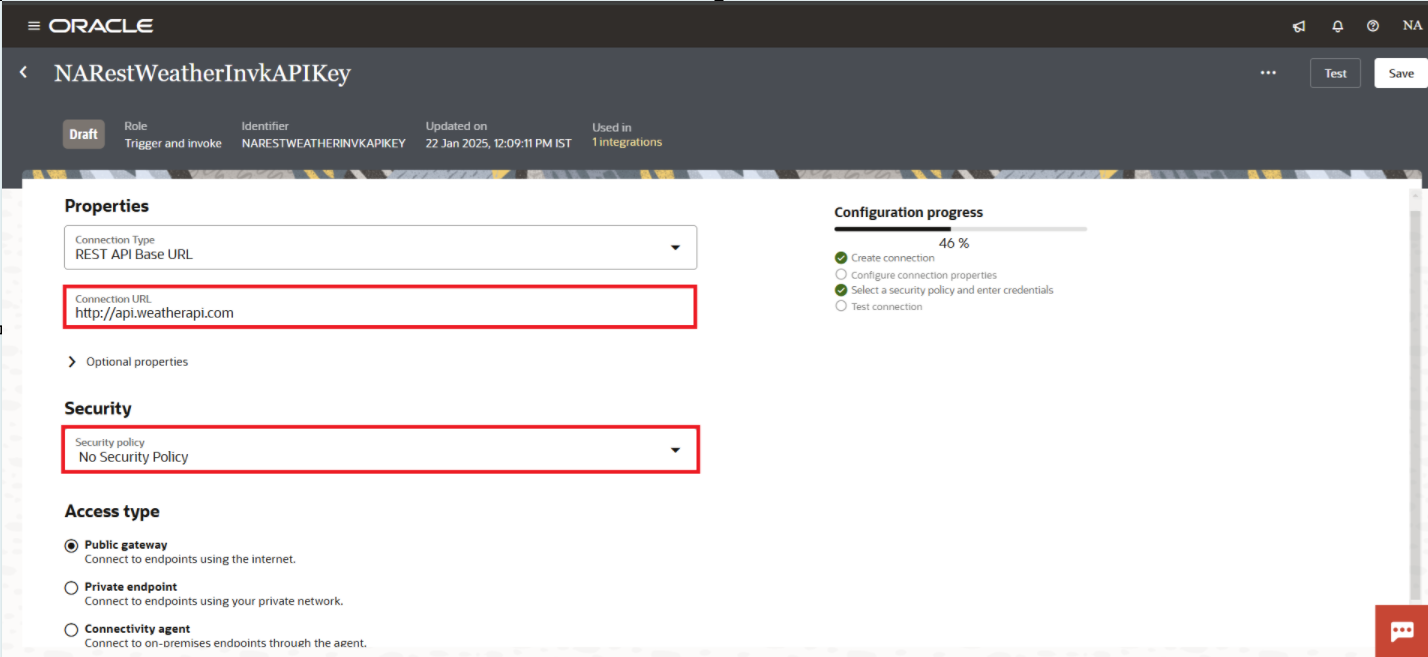 ORACLE
NA
NARestWeatherInvkAPIKey
Test
Save
Draft
Role
Trigger and invoke
Identifier
NARESTWEATHERINVKAPIKEY
Updated on
22 Jan 2025, 12:09:11 PM IST
Used in
1 integrations
Properties
Connection Type
REST API Base URL
Connection URL
http://api.weatherapi.com
Optional properties
Security
Security policy
No Security Policy
Access type
Public gateway
Connect to endpoints using the internet.
Private endpoint
Connect to endpoints using your private network.
Connectivity agent
Connect to on-premises endpoints through the agent.
Configuration progress
46 %
Create connection
Configure connection properties
Select a security policy and enter credentials
Test connection